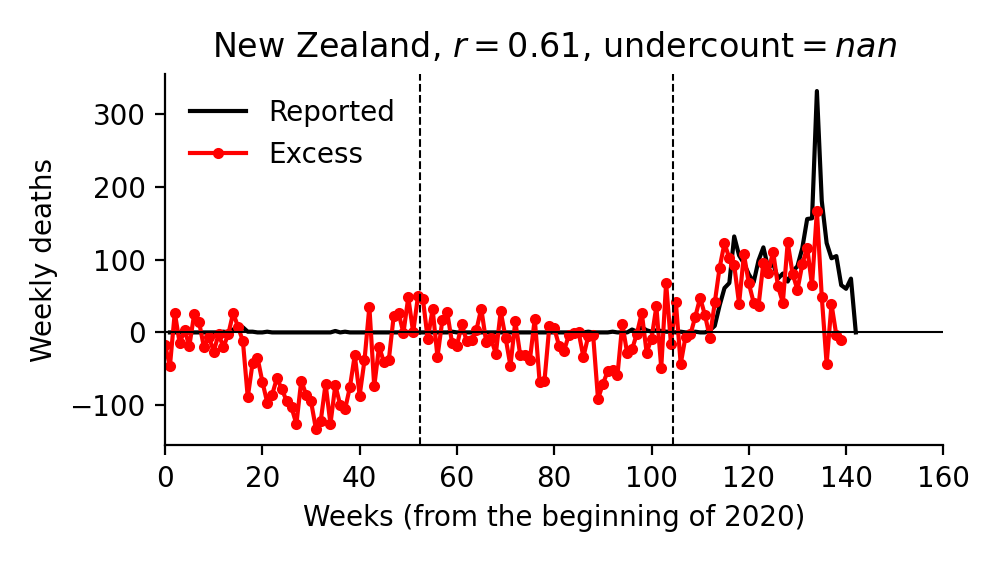 New Zealand, r = 0.61, undercount = nan
Reported
Excess
Weekly deaths
300
200
100
0
−100
0 20 40 60 80 100 120 140 160
Weeks (from the beginning of 2020)